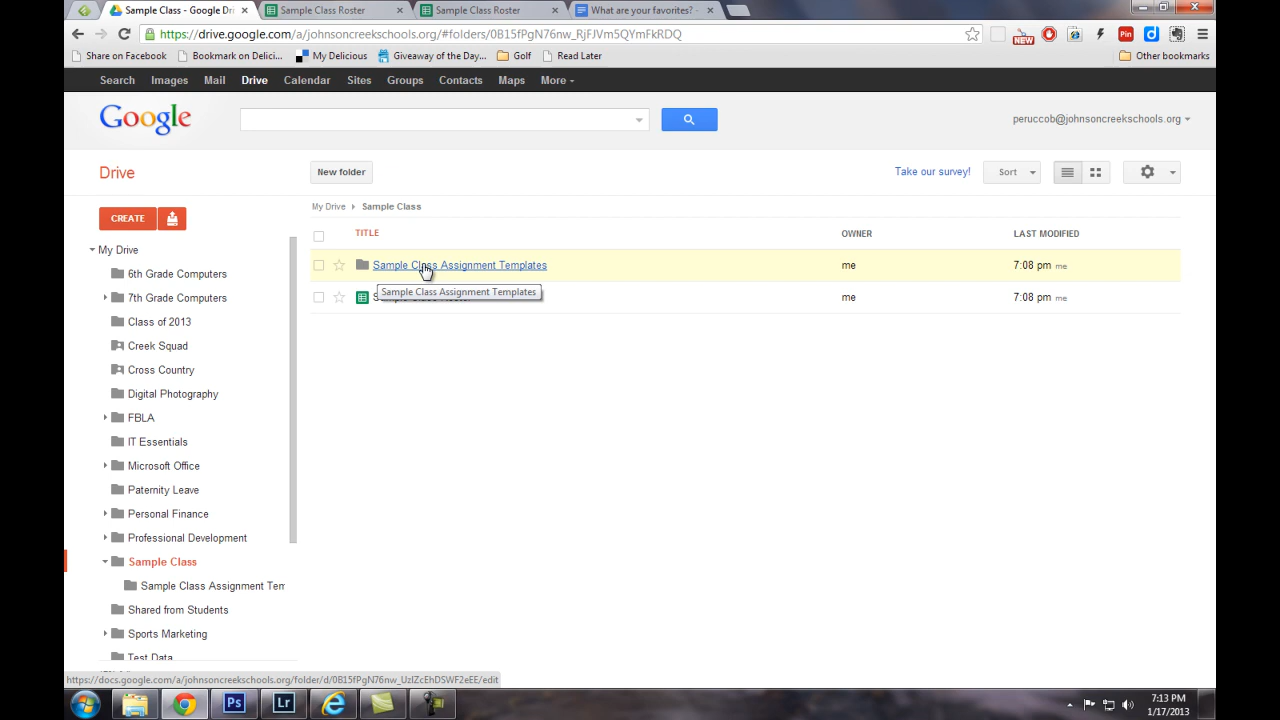 Sample Class - Google Dri
Sample Class Roster
Sample Class Roster
What are your favorites? -
https://drive.google.com/a/johnsoncreekschools.org/#folders/0B15fPgN76nw_RjFJVm5QYmFkRDQ
NEW
Pin
Share on Facebook
Bookmark on Delici...
My Delicious
Giveaway of the Day...
Golf
Read Later
Other bookmarks
Search Images Mail Drive Calendar Sites Groups Contacts Maps More
Google
peruccob@johnsoncreekschools.org
Drive
New folder
Take our survey!
Sort
My Drive Sample Class
CREATE
TITLE OWNER LAST MODIFIED
My Drive
Sample Class Assignment Templates me 7:08 pm me
6th Grade Computers
Sample Class Assignment Templates
7th Grade Computers
me 7:08 pm me
Class of 2013
Creek Squad
Cross Country
Digital Photography
FBLA
IT Essentials
Microsoft Office
Paternity Leave
Personal Finance
Professional Development
Sample Class
Sample Class Assignment Tem
Shared from Students
Sports Marketing
Test Data
https://docs.google.com/a/johnsoncreekschools.org/folder/d/0B15fPgN76nw_UzlZcEhDSWF2eEE/edit
Ps
Lr
7:13 PM
1/17/2013